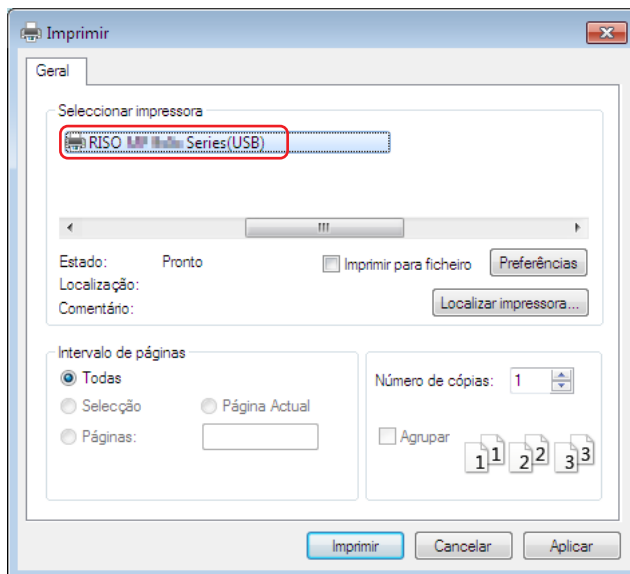 Imprimir
Geral
Seleccionar impressora
RISO Series(USB)
Estado: Pronto
Imprimir para ficheiro
Preferências
Localização:
Comentário:
Localizar impressora...
Intervalo de páginas
Todas
Selecção
Página Actual
Páginas:
Número de cópias: 1
Agrupar
1 1 2 2 3 3
Imprimir
Cancelar
Aplicar